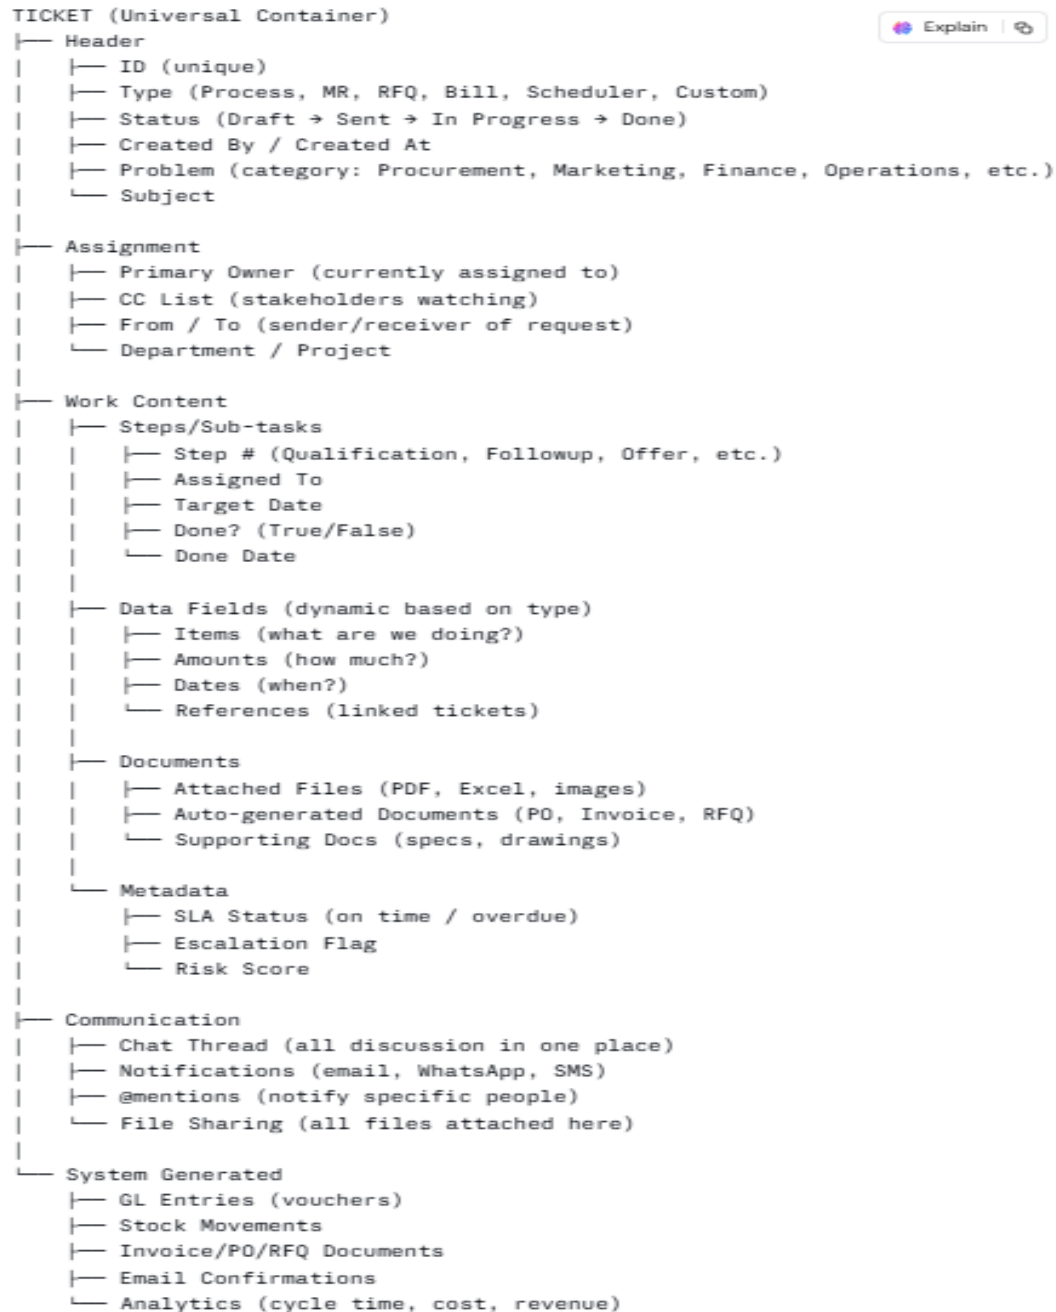 TICKET (Universal Container)
Explain
├── Header
│   ├── ID (unique)
│   ├── Type (Process, MR, RFQ, Bill, Scheduler, Custom)
│   ├── Status (Draft → Sent → In Progress → Done)
│   ├── Created By / Created At
│   ├── Problem (category: Procurement, Marketing, Finance, Operations, etc.)
│   └── Subject
│
├── Assignment
│   ├── Primary Owner (currently assigned to)
│   ├── CC List (stakeholders watching)
│   ├── From / To (sender/receiver of request)
│   └── Department / Project
│
├── Work Content
│   ├── Steps/Sub-tasks
│   │   ├── Step # (Qualification, Followup, Offer, etc.)
│   │   ├── Assigned To
│   │   ├── Target Date
│   │   ├── Done? (True/False)
│   │   └── Done Date
│   │
│   ├── Data Fields (dynamic based on type)
│   │   ├── Items (what are we doing?)
│   │   ├── Amounts (how much?)
│   │   ├── Dates (when?)
│   │   └── References (linked tickets)
│   │
│   ├── Documents
│   │   ├── Attached Files (PDF, Excel, images)
│   │   ├── Auto-generated Documents (PO, Invoice, RFQ)
│   │   └── Supporting Docs (specs, drawings)
│   │
│   └── Metadata
│       ├── SLA Status (on time / overdue)
│       ├── Escalation Flag
│       └── Risk Score
│
├── Communication
│   ├── Chat Thread (all discussion in one place)
│   ├── Notifications (email, WhatsApp, SMS)
│   ├── @mentions (notify specific people)
│   └── File Sharing (all files attached here)
│
└── System Generated
    ├── GL Entries (vouchers)
    ├── Stock Movements
    ├── Invoice/PO/RFQ Documents
    ├── Email Confirmations
    └── Analytics (cycle time, cost, revenue)